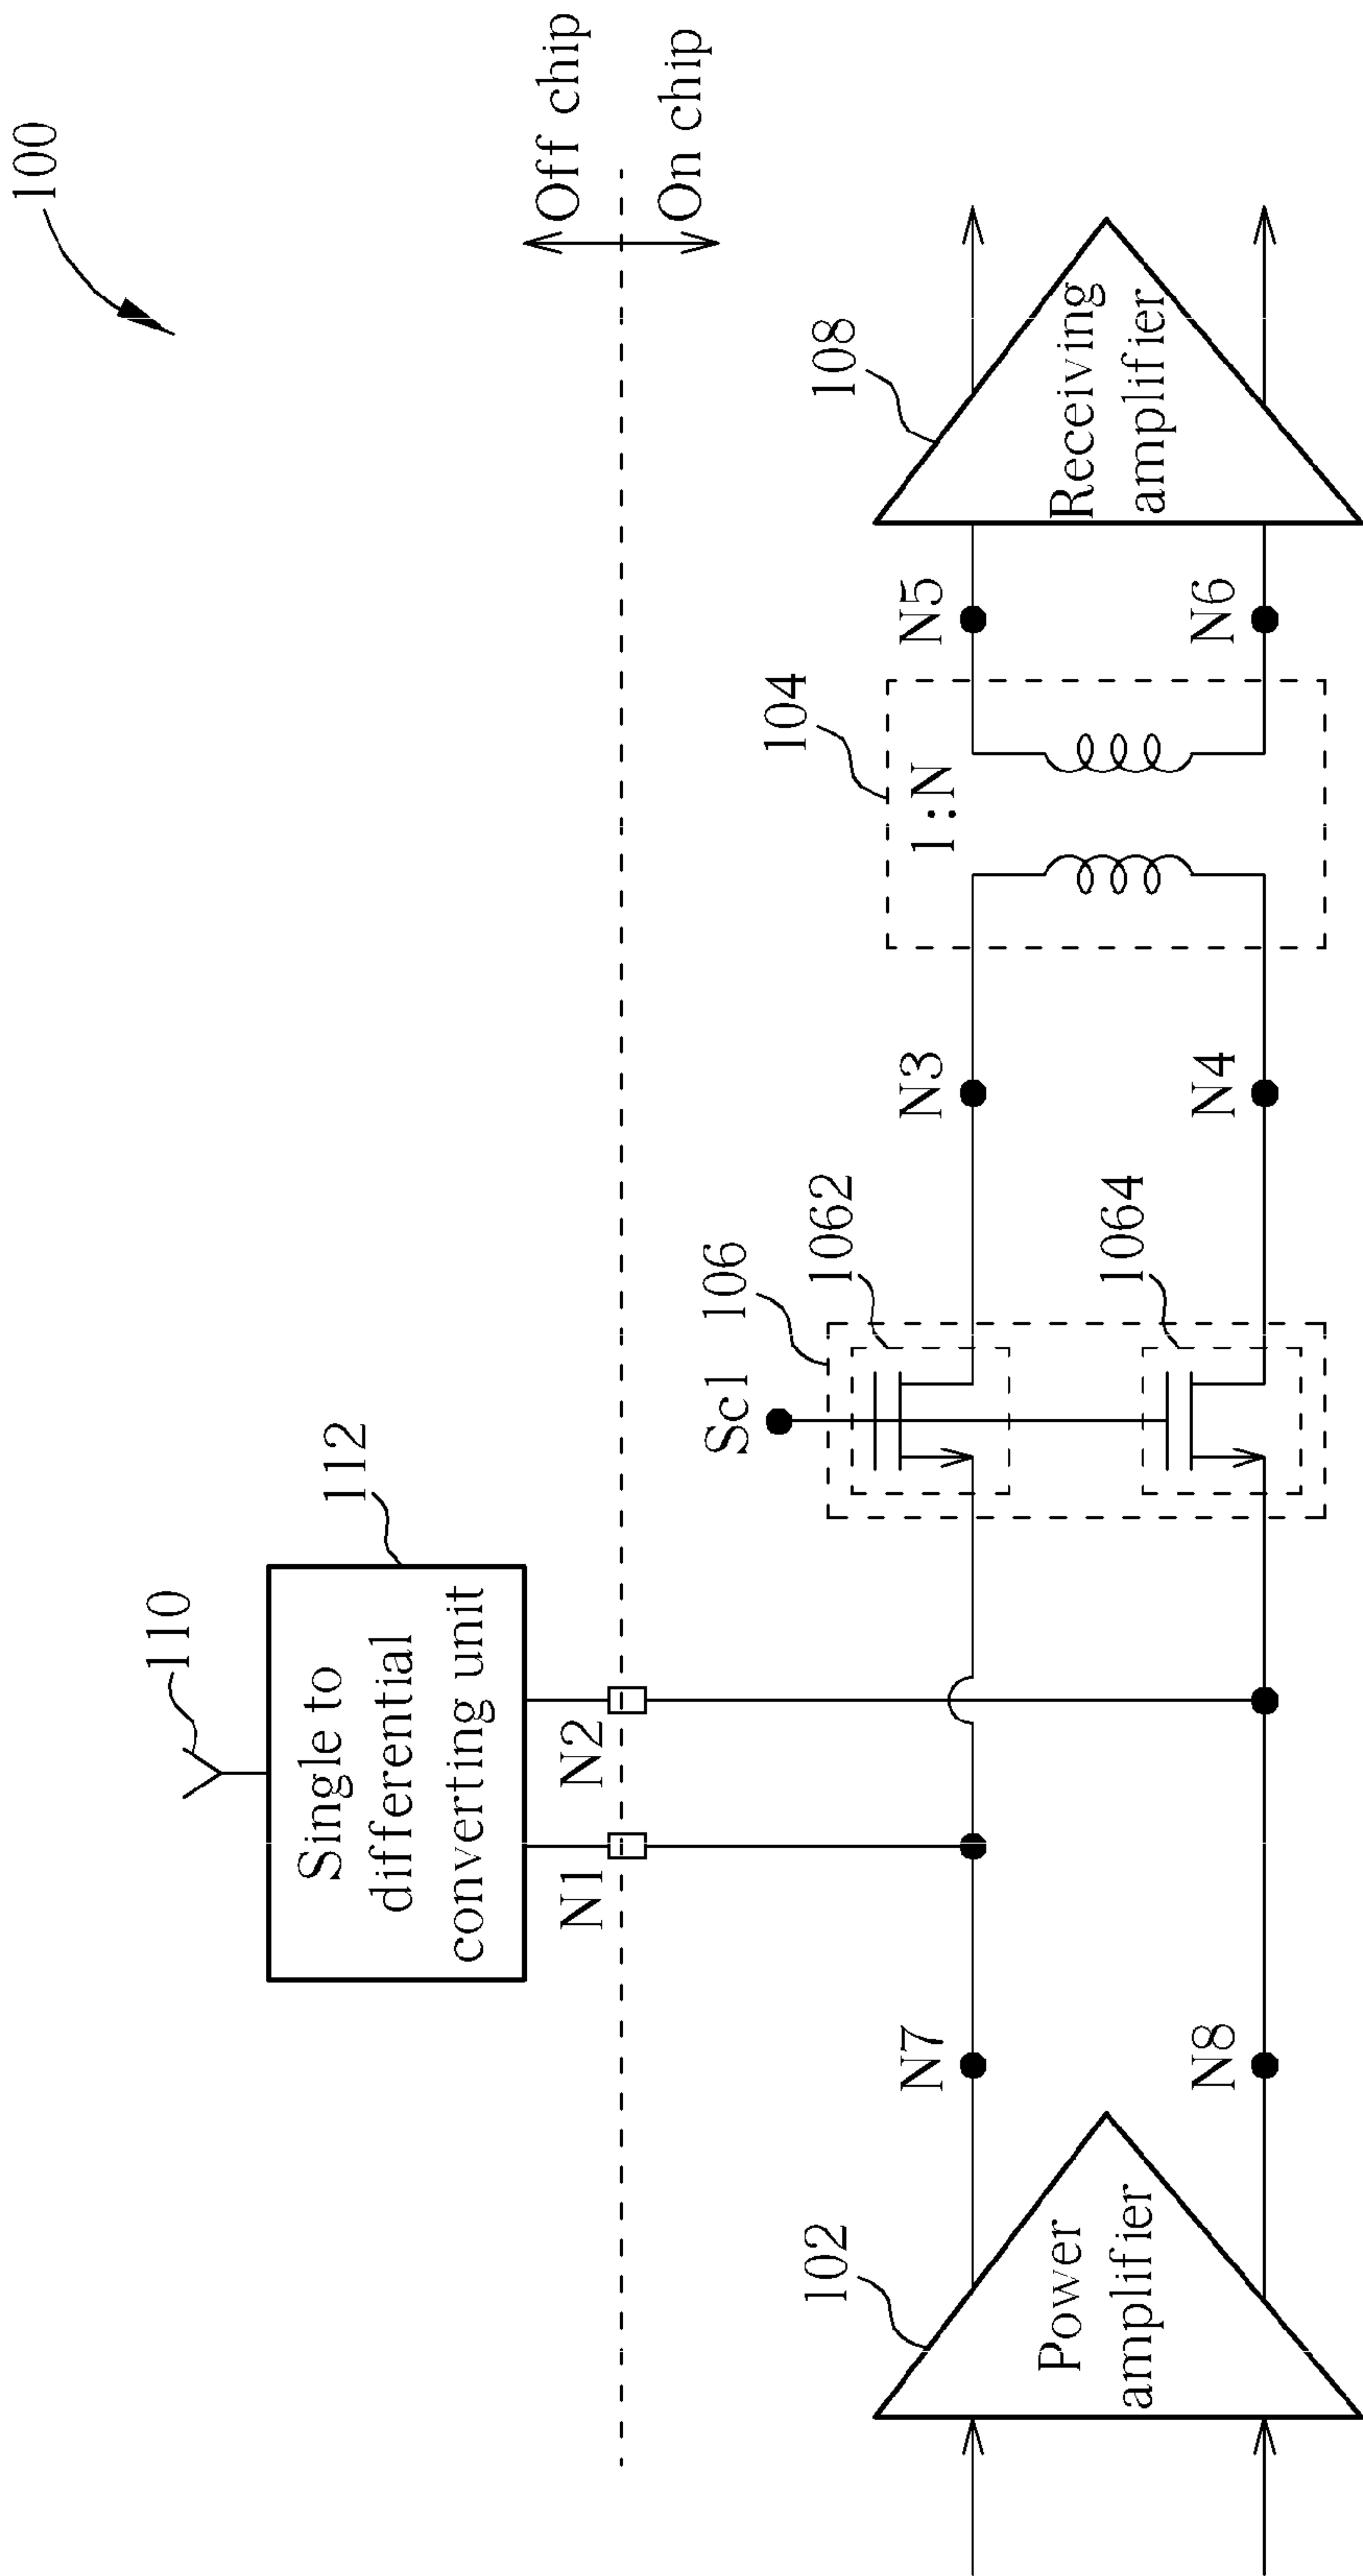 100
Off chip
On chip
110
112
Single to
differential
converting unit
N1
N2
Sc1
106
1062
1064
104
1:N
108
102
N7
N8
N3
N4
N5
N6
Power
amplifier
Receiving
amplifier